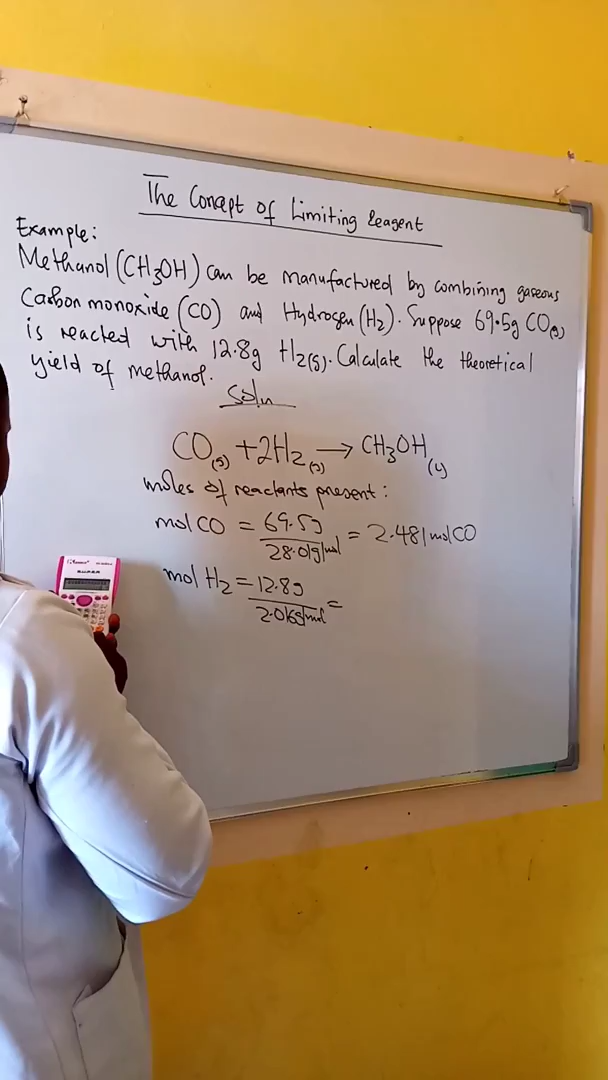 The Concept of Limiting Reagent
Example:
Methanol (CH3OH) can be manufactured by combining gaseous
Carbon monoxide (CO) and Hydrogen (H2). Suppose 69.5g CO(g)
is reacted with 12.8g H2(g). Calculate the theoretical
yield of methanol.
Soln
CO(g) + 2H2(g) → CH3OH(l)
moles of reactants present:
mol CO = 69.5g / 28.01g/mol = 2.481 mol CO
mol H2 = 12.8g / 2.016g/mol =